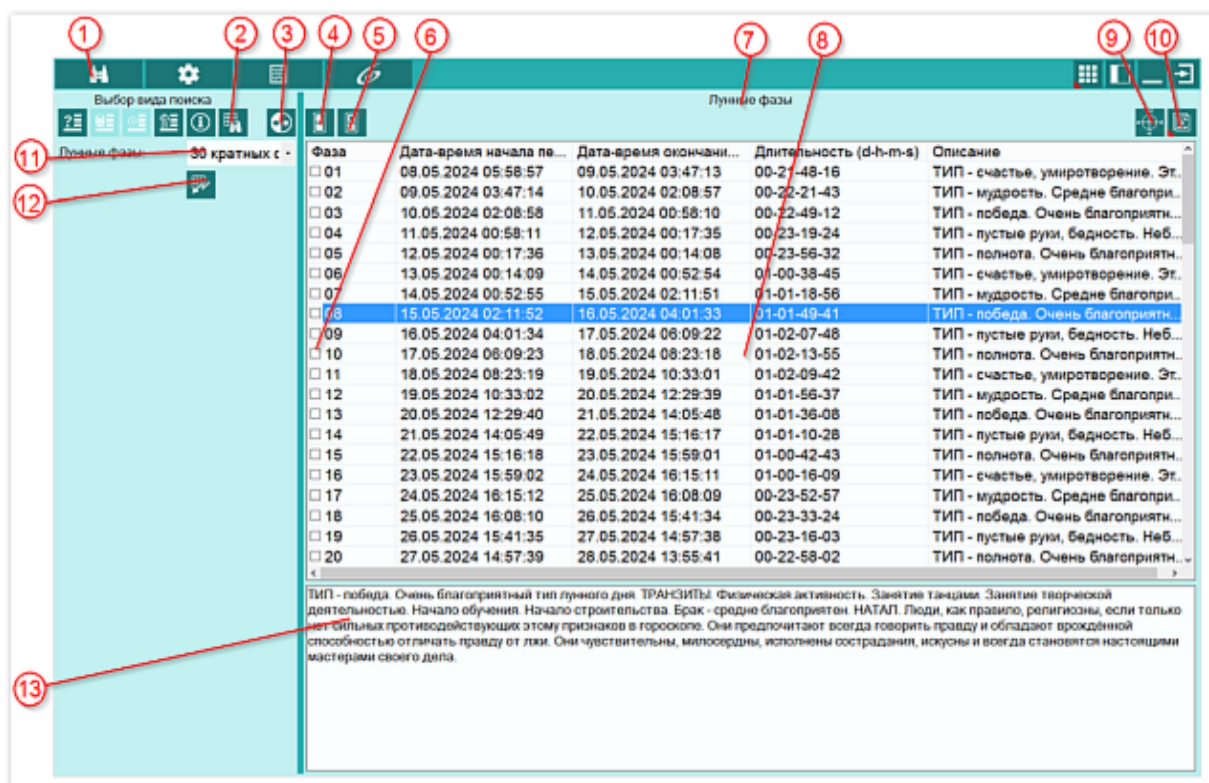 1 2 3 4 5 6 7 8 9 10
Выбор вида поиска
Лунные фазы
11 Лунные фазы: 30 кратных с
12
Фаза Дата-время начала пе... Дата-время окончани... Длительность (d-h-m-s) Описание
01 08.05.2024 05:58:57 09.05.2024 03:47:13 00-21-48-16 ТИП - счастье, умиротворение. Эт...
02 09.05.2024 03:47:14 10.05.2024 02:08:57 00-22-21-43 ТИП - мудрость. Средне благопри...
03 10.05.2024 02:08:58 11.05.2024 00:58:10 00-22-49-12 ТИП - победа. Очень благоприятн...
04 11.05.2024 00:58:11 12.05.2024 00:17:35 00-23-19-24 ТИП - пустые руки, бедность. Неб...
05 12.05.2024 00:17:36 13.05.2024 00:14:08 00-23-56-32 ТИП - полнота. Очень благоприятн...
06 13.05.2024 00:14:09 14.05.2024 00:52:54 01-00-38-45 ТИП - счастье, умиротворение. Эт...
07 14.05.2024 00:52:55 15.05.2024 02:11:51 01-01-18-56 ТИП - мудрость. Средне благопри...
08 15.05.2024 02:11:52 16.05.2024 04:01:33 01-01-49-41 ТИП - победа. Очень благоприятн...
09 16.05.2024 04:01:34 17.05.2024 06:09:22 01-02-07-48 ТИП - пустые руки, бедность. Неб...
10 17.05.2024 06:09:23 18.05.2024 08:23:18 01-02-13-55 ТИП - полнота. Очень благоприятн...
11 18.05.2024 08:23:19 19.05.2024 10:33:01 01-02-09-42 ТИП - счастье, умиротворение. Эт...
12 19.05.2024 10:33:02 20.05.2024 12:29:39 01-01-56-37 ТИП - мудрость. Средне благопри...
13 20.05.2024 12:29:40 21.05.2024 14:05:48 01-01-36-08 ТИП - победа. Очень благоприятн...
14 21.05.2024 14:05:49 22.05.2024 15:16:17 01-01-10-28 ТИП - пустые руки, бедность. Неб...
15 22.05.2024 15:16:18 23.05.2024 15:59:01 01-00-42-43 ТИП - полнота. Очень благоприятн...
16 23.05.2024 15:59:02 24.05.2024 16:15:11 01-00-16-09 ТИП - счастье, умиротворение. Эт...
17 24.05.2024 16:15:12 25.05.2024 16:08:09 00-23-52-57 ТИП - мудрость. Средне благопри...
18 25.05.2024 16:08:10 26.05.2024 15:41:34 00-23-33-24 ТИП - победа. Очень благоприятн...
19 26.05.2024 15:41:35 27.05.2024 14:57:38 00-23-16-03 ТИП - пустые руки, бедность. Неб...
20 27.05.2024 14:57:39 28.05.2024 13:55:41 00-22-58-02 ТИП - полнота. Очень благоприятн...
ТИП - победа. Очень благоприятный тип лунного дня. ТРАНЗИТЫ. Физическая активность. Занятие танцами. Занятие творческой
деятельностью. Начало обучения. Начало строительства. Брак - средне благоприятен. НАТАЛ. Люди, как правило, религиозны, если только
нет сильных противодействующих этому признаков в гороскопе. Они предпочитают всегда говорить правду и обладают врождённой
способностью отличать правду от лжи. Они чувствительны, милосердны, исполнены сострадания, искусны и всегда становятся настоящими
мастерами своего дела.
13